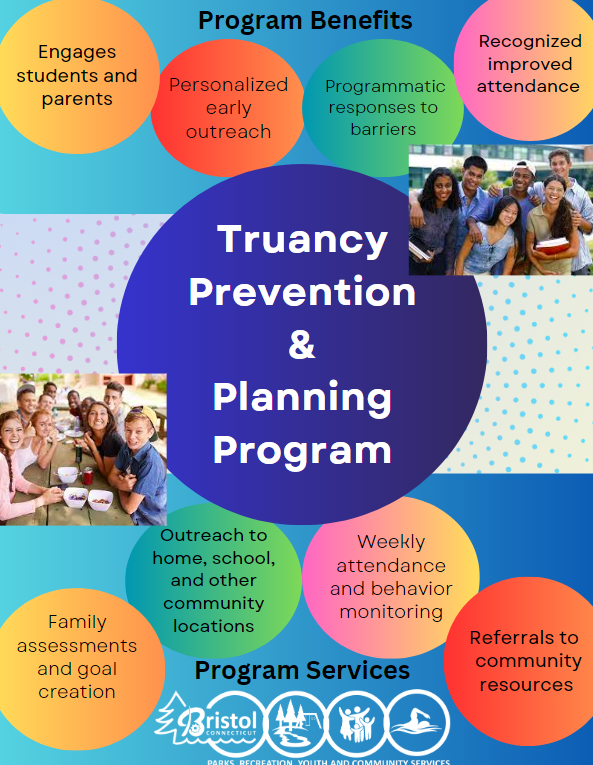 Program Benefits
Engages
students and
parents
Personalized
early
outreach
Programmatic
responses to
barriers
Recognized
improved
attendance
Truancy
Prevention
&
Planning
Program
Outreach to
home, school,
and other
community
locations
Weekly
attendance
and behavior
monitoring
Family
assessments
and goal
creation
Referrals to
community
resources
Program Services
Bristol
CONNECTICUT
PARKS, RECREATION, YOUTH AND COMMUNITY SERVICES